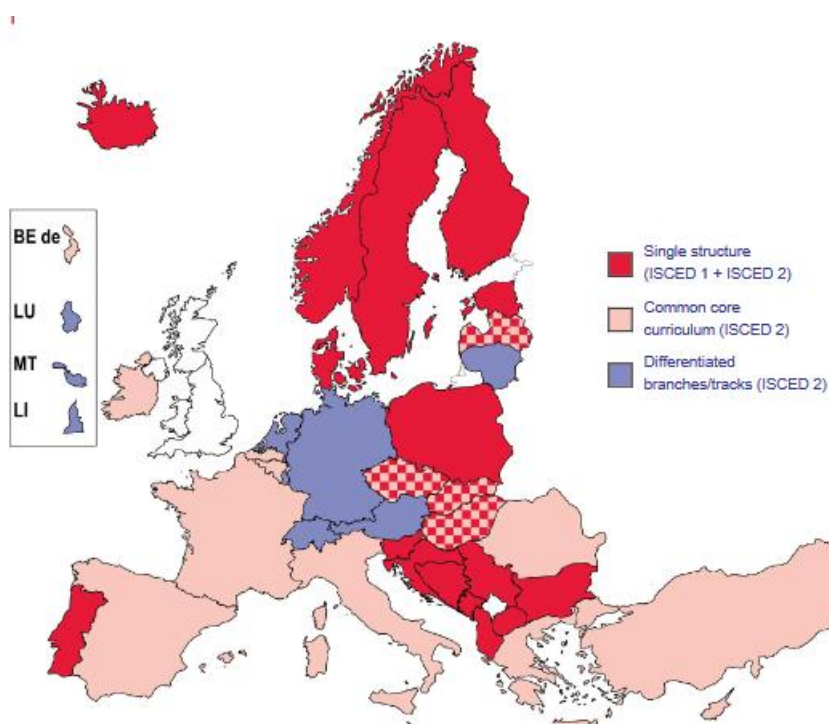 BE de
LU
MT
LI
Single structure
(ISCED 1 + ISCED 2)
Common core
curriculum (ISCED 2)
Differentiated
branches/tracks (ISCED 2)